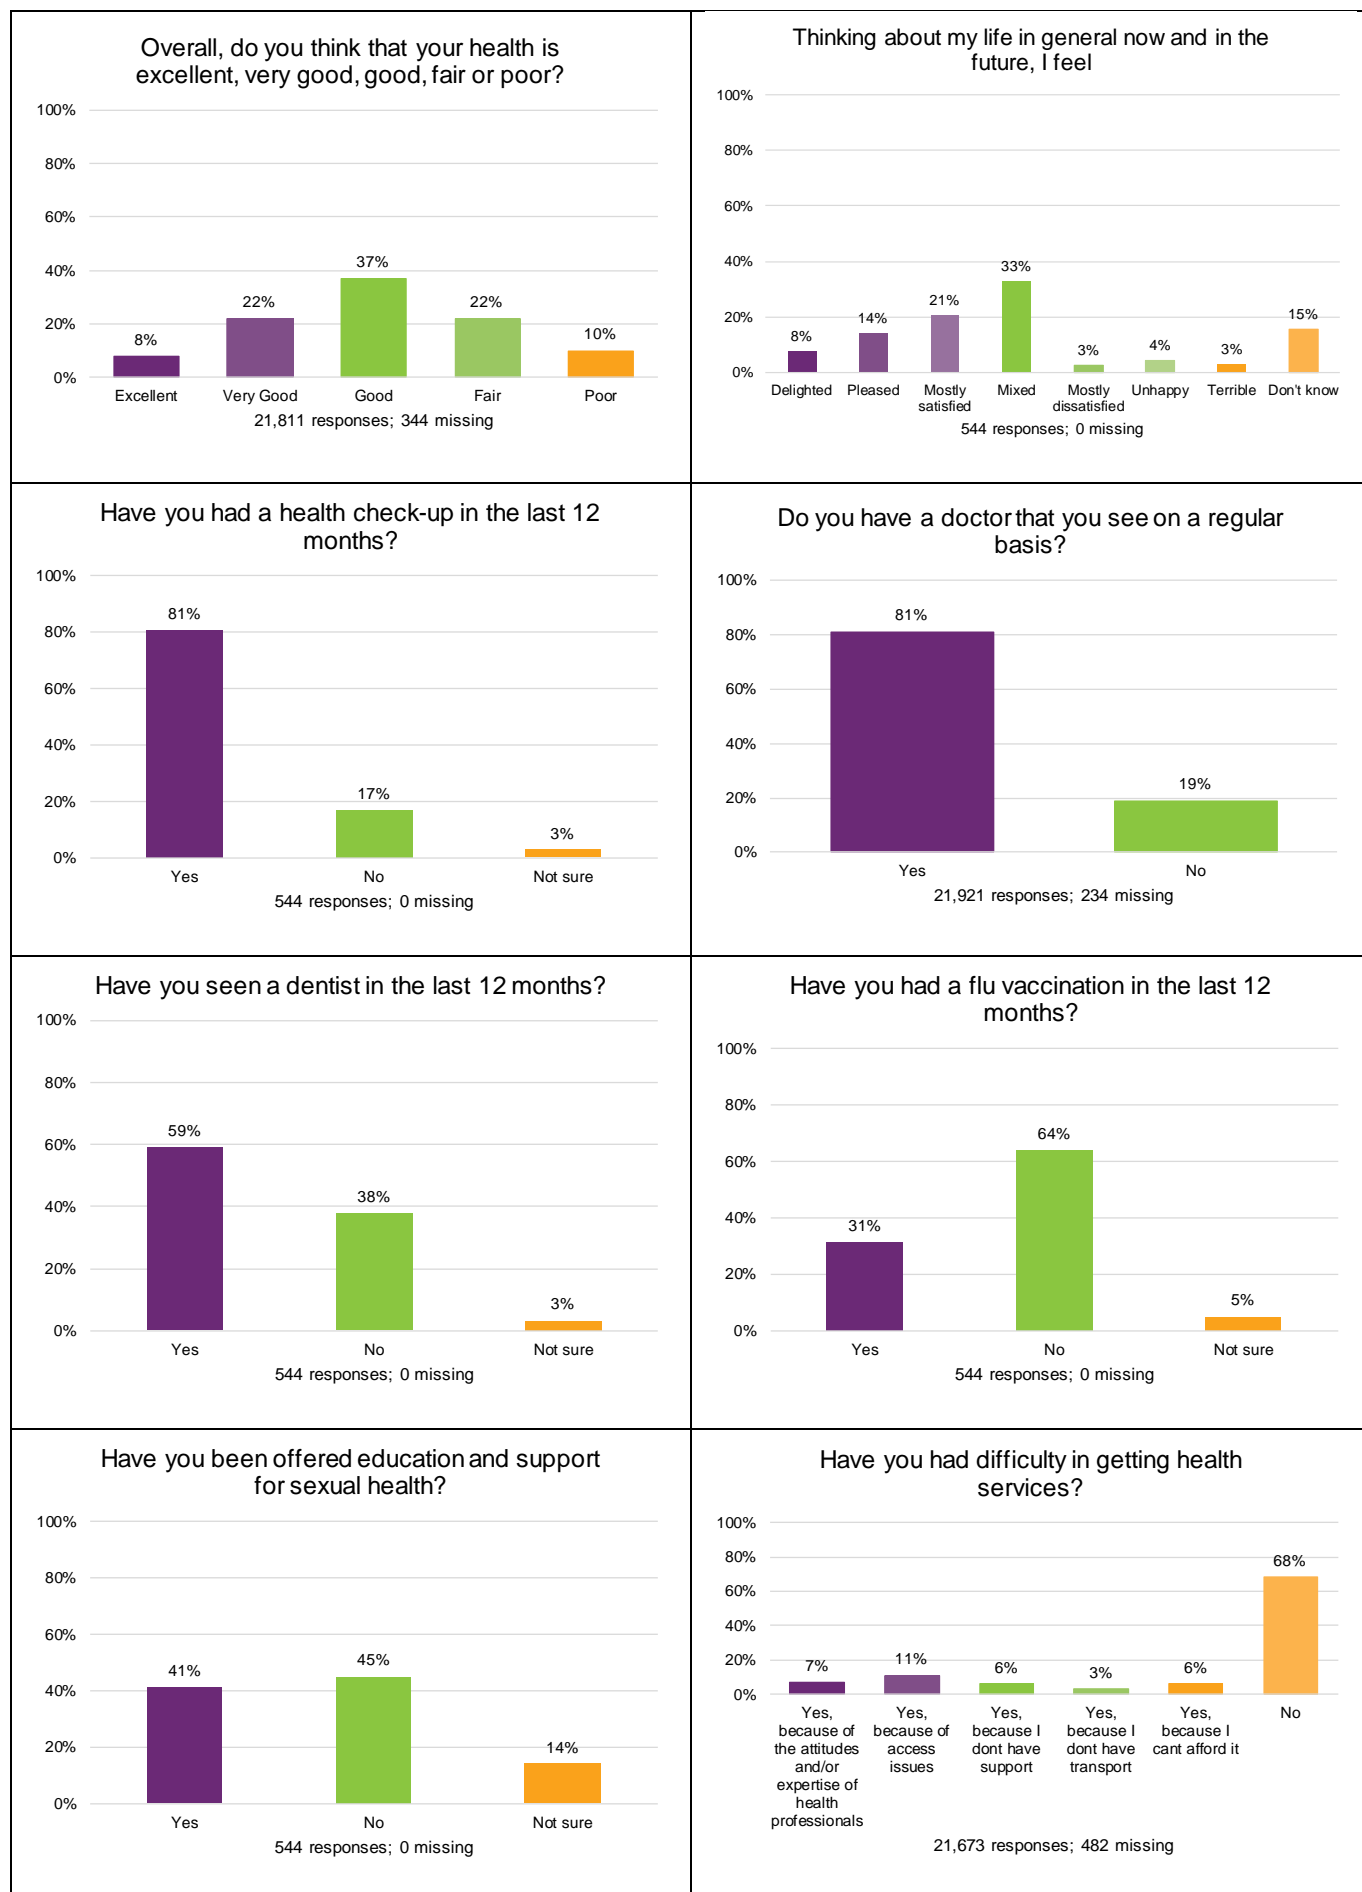 Overall, do you think that your health is
excellent, very good, good, fair or poor?
100%
80%
60%
40%
20%
0%
8%
22%
37%
22%
10%
Excellent
Very Good
Good
Fair
Poor
21,811 responses; 344 missing
Thinking about my life in general now and in the
future, I feel
100%
80%
60%
40%
20%
0%
8%
14%
21%
33%
3%
4%
3%
15%
Delighted
Pleased
Mostly
satisfied
Mixed
Mostly
dissatisfied
Unhappy
Terrible
Don't know
544 responses; 0 missing
Have you had a health check-up in the last 12
months?
100%
80%
60%
40%
20%
0%
81%
17%
3%
Yes
No
Not sure
544 responses; 0 missing
Do you have a doctor that you see on a regular
basis?
100%
80%
60%
40%
20%
0%
81%
19%
Yes
No
21,921 responses; 234 missing
Have you seen a dentist in the last 12 months?
100%
80%
60%
40%
20%
0%
59%
38%
3%
Yes
No
Not sure
544 responses; 0 missing
Have you had a flu vaccination in the last 12
months?
100%
80%
60%
40%
20%
0%
31%
64%
5%
Yes
No
Not sure
544 responses; 0 missing
Have you been offered education and support
for sexual health?
100%
80%
60%
40%
20%
0%
41%
45%
14%
Yes
No
Not sure
544 responses; 0 missing
Have you had difficulty in getting health
services?
100%
80%
60%
40%
20%
0%
7%
11%
6%
3%
6%
68%
Yes,
because of
the attitudes
and/or
expertise of
health
professionals
Yes,
because of
access
issues
Yes,
because I
dont have
support
Yes,
because I
dont have
transport
Yes,
because I
cant afford it
No
21,673 responses; 482 missing